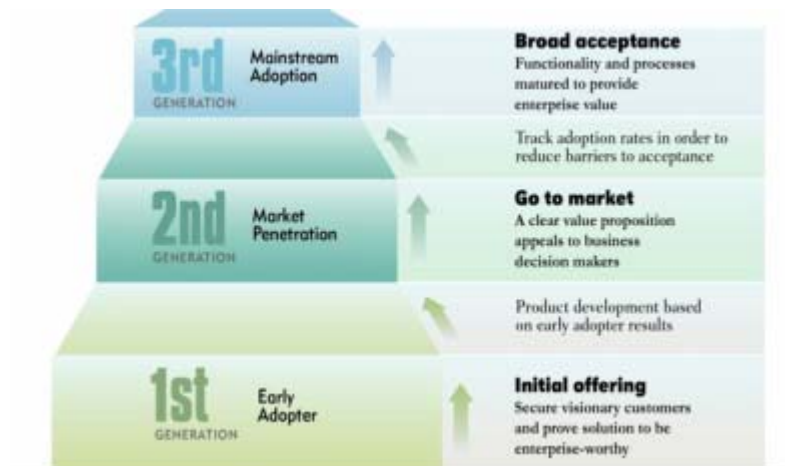 3rd
GENERATION
Mainstream
Adoption
Broad acceptance
Functionality and processes
matured to provide
enterprise value
Track adoption rates in order to
reduce barriers to acceptance
2nd
GENERATION
Market
Penetration
Go to market
A clear value proposition
appeals to business
decision makers
Product development based
on early adopter results
1st
GENERATION
Early
Adopter
Initial offering
Secure visionary customers
and prove solution to be
enterprise-worthy